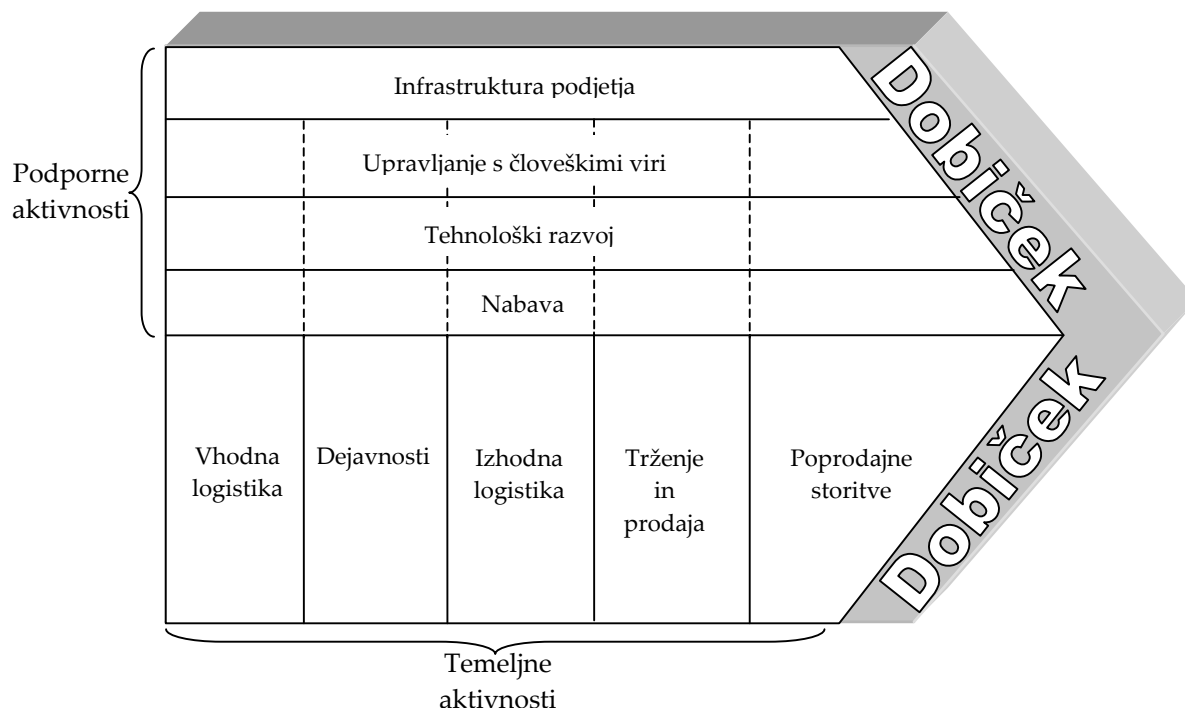 Infrastruktura podjetja
Dobiček
Podporne
aktivnosti
Upravljanje s človeškimi viri
Tehnološki razvoj
Nabava
Vhodna
logistika
Dejavnosti
Izhodna
logistika
Trženje
in
prodaja
Poprodajne
storitve
Dobiček
Temeljne
aktivnosti